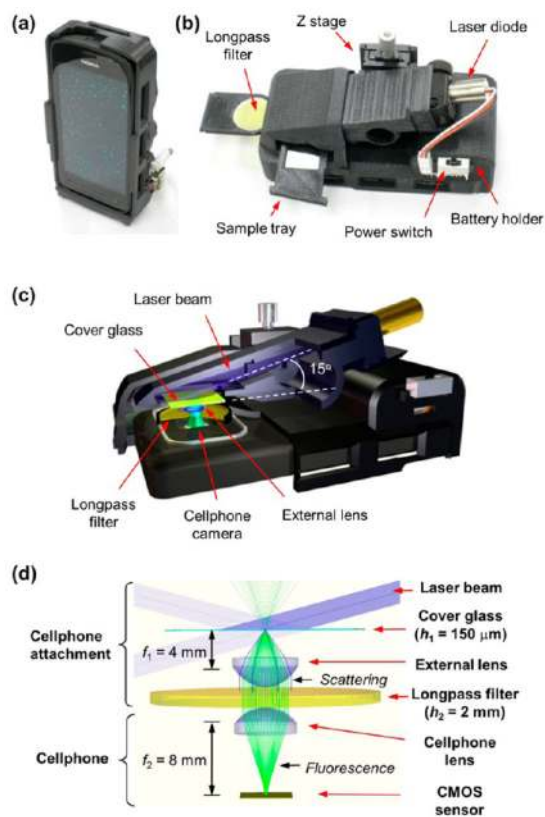 (a)
(b)
Longpass
filter
Z stage
Laser diode
Sample tray
Power switch
Battery holder
(c)
Laser beam
Cover glass
15°
Longpass
filter
Cellphone
camera
External lens
(d)
Cellphone
attachment
f₁ = 4 mm
Laser beam
Cover glass
(h₁ = 150 μm)
External lens
Scattering
Longpass filter
(h₂ = 2 mm)
Cellphone
f₂ = 8 mm
Cellphone
lens
Fluorescence
CMOS
sensor